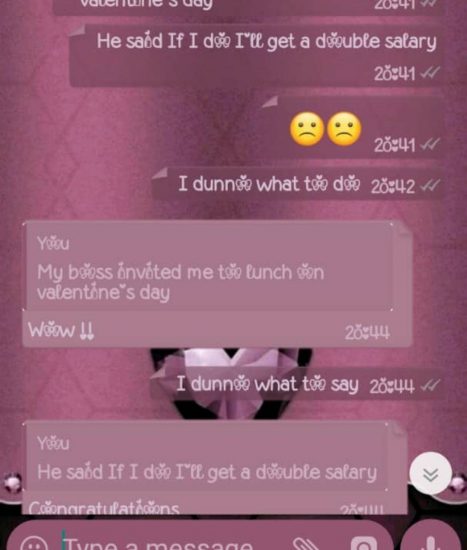 valentine's day
20:41
He said If I do I'll get a double salary
20:41
☹️☹️
20:41
I dunno what to do 20:42
You
My boss invited me to lunch on
valentine's day
Wow !!
20:44
I dunno what to say 20:44
You
He said If I do I'll get a double salary
Congratulations
20:44
Type a message